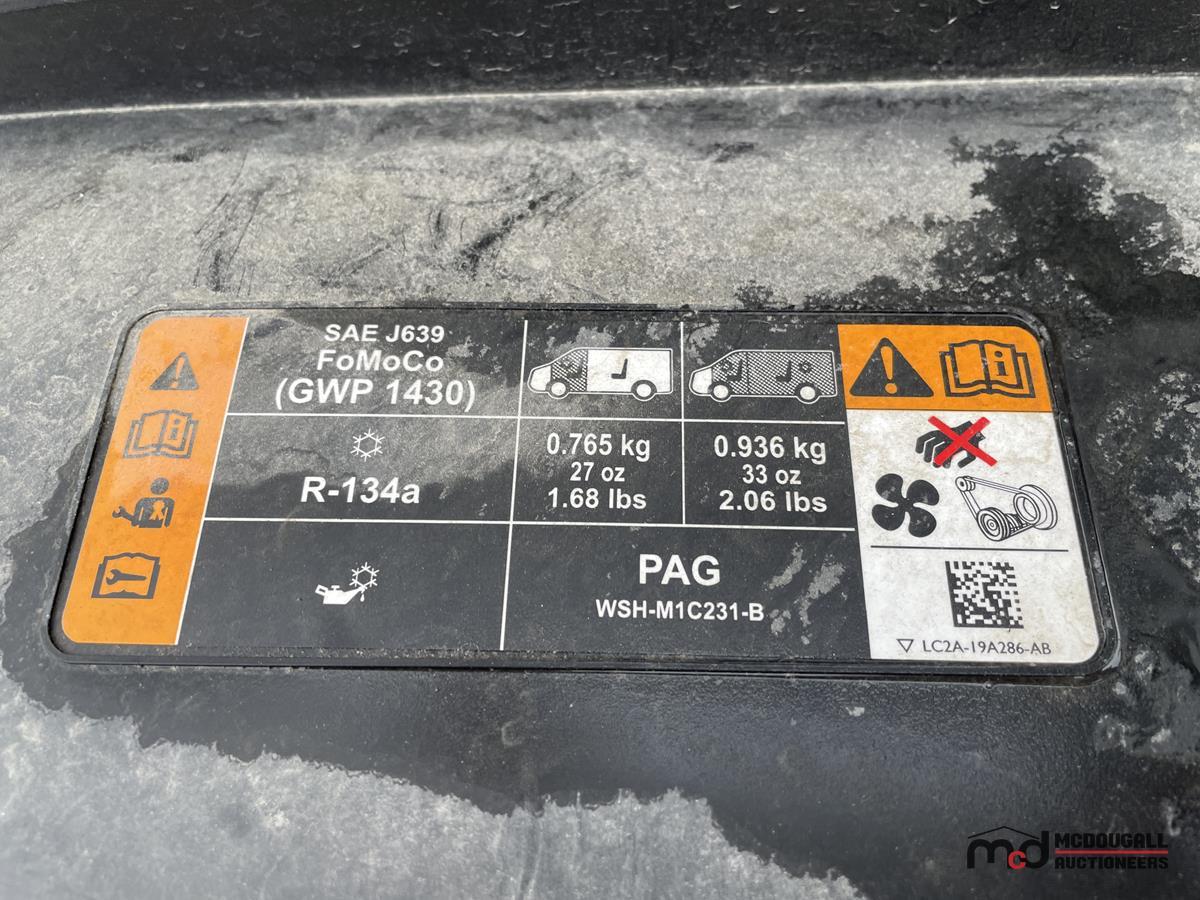 SAE J639
FoMoCo
(GWP 1430)
R-134a
0.765 kg
27 oz
1.68 lbs
0.936 kg
33 oz
2.06 lbs
PAG
WSH-M1C231-B
LC2A-19A286-AB
mcd MCDOUGALL
AUCTIONEERS